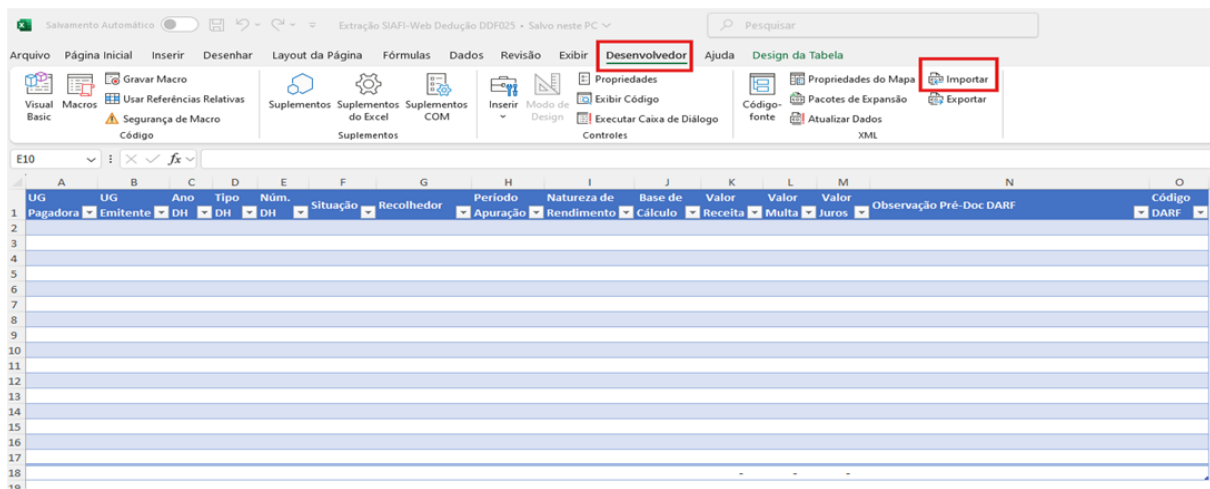 Salvamento Automático Extração SIAFI-Web Dedução DDF025 • Salvo neste PC Pesquisar
Arquivo Página Inicial Inserir Desenhar Layout da Página Fórmulas Dados Revisão Exibir Desenvolvedor Ajuda Design da Tabela
Visual Basic
Macros
Gravar Macro
Usar Referências Relativas
Segurança de Macro
Código
Suplementos
Suplementos do Excel
Suplementos COM
Suplementos
Inserir
Modo de Design
Propriedades
Exibir Código
Executar Caixa de Diálogo
Controles
Código-fonte
Propriedades do Mapa
Pacotes de Expansão
Atualizar Dados
Importar
Exportar
XML
E10 fx
A B C D E F G H I J K L M N O
UG Pagadora
UG Emitente
Ano DH
Tipo DH
Núm. DH
Situação
Recolhedor
Período Apuração
Natureza de Rendimento
Base de Cálculo
Valor Receita
Valor Multa
Valor Juros
Observação Pré-Doc DARF
Código DARF
1
2
3
4
5
6
7
8
9
10
11
12
13
14
15
16
17
18 - - -
19